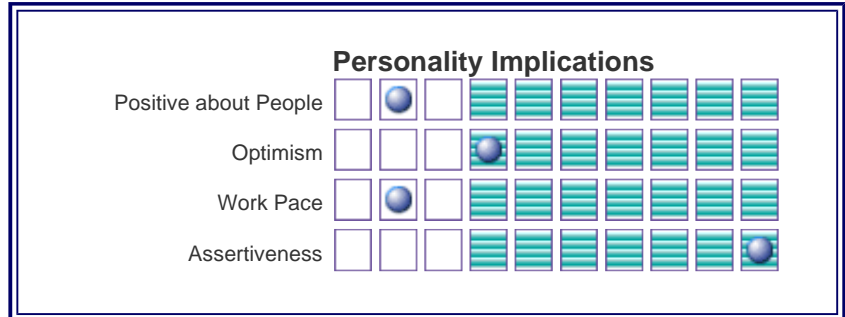 Personality Implications
Positive about People
Optimism
Work Pace
Assertiveness